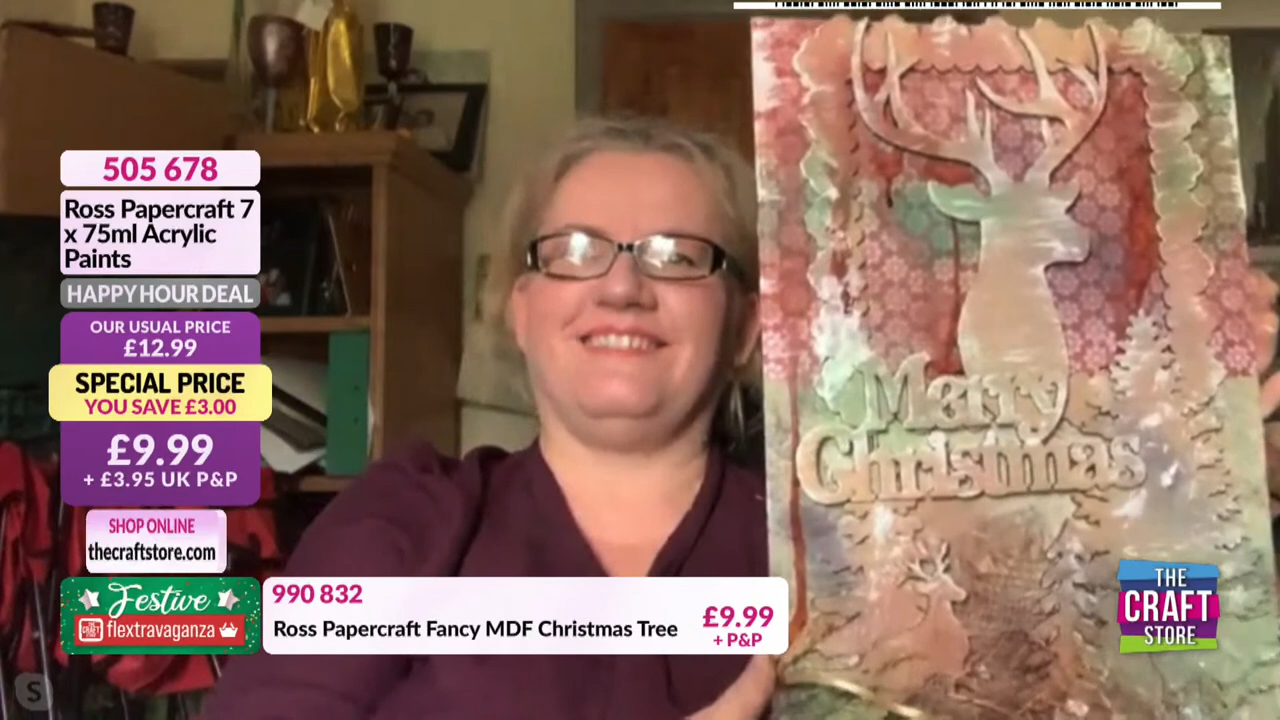 505 678
Ross Papercraft 7
x 75ml Acrylic
Paints
HAPPY HOUR DEAL
OUR USUAL PRICE
£12.99
SPECIAL PRICE
YOU SAVE £3.00
£9.99
+ £3.95 UK P&P
SHOP ONLINE
thecraftstore.com
Festive
flextravaganza
990 832
Ross Papercraft Fancy MDF Christmas Tree
£9.99
+ P&P
Merry
Christmas
THE
CRAFT
STORE
S